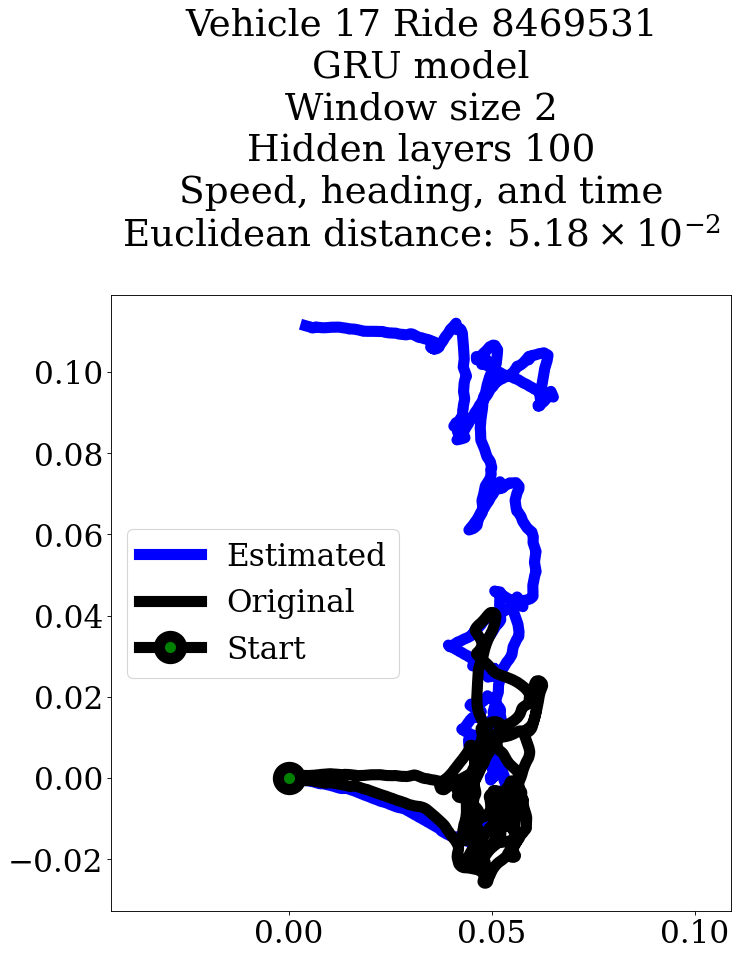 Vehicle 17 Ride 8469531
GRU model
Window size 2
Hidden layers 100
Speed, heading, and time
Euclidean distance: 5.18 × 10⁻²
0.10
0.08
0.06
0.04
0.02
0.00
−0.02
Estimated
Original
Start
0.00 0.05 0.10